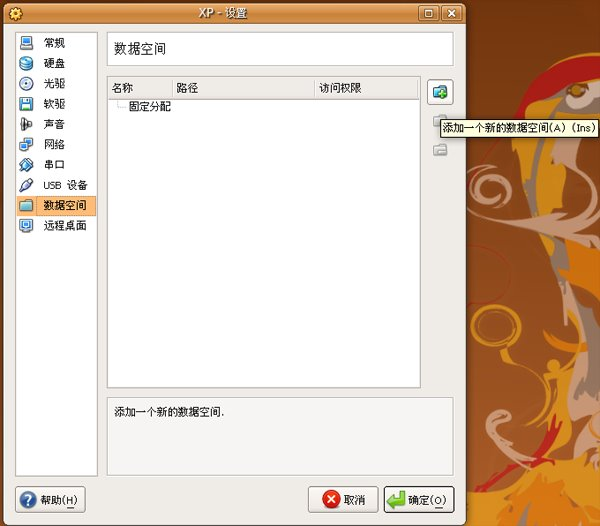 XP - 设置
常规
硬盘
光驱
软驱
声音
网络
串口
USB 设备
数据空间
远程桌面
数据空间
名称 路径 访问权限
固定分配
添加一个新的数据空间(A) (Ins)
添加一个新的数据空间.
帮助(H) 取消 确定(O)